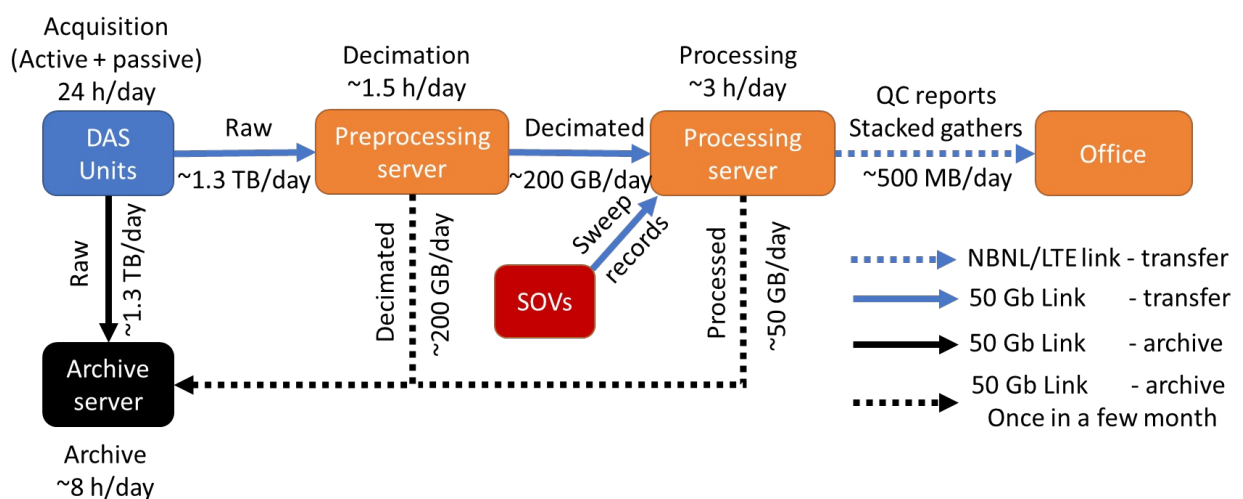 Acquisition
(Active + passive)
24 h/day
Decimation
~1.5 h/day
Processing
~3 h/day
DAS
Units
Raw
~1.3 TB/day
Preprocessing
server
Decimated
~200 GB/day
Processing
server
QC reports
Stacked gathers
~500 MB/day
Office
Raw
~1.3 TB/day
Decimated
~200 GB/day
Sweep
records
SOVs
Processed
~50 GB/day
Archive
server
Archive
~8 h/day
NBNL/LTE link - transfer
50 Gb Link - transfer
50 Gb Link - archive
50 Gb Link - archive
Once in a few month